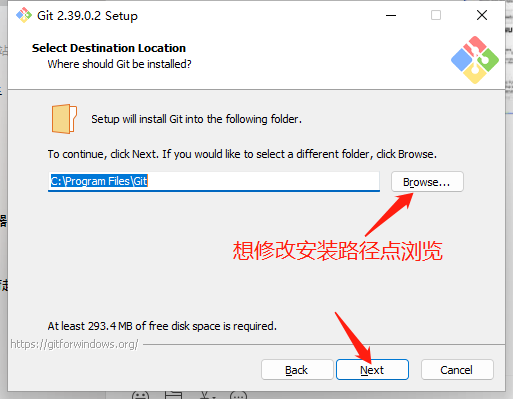 Git 2.39.0.2 Setup
Select Destination Location
Where should Git be installed?
Setup will install Git into the following folder.
To continue, click Next. If you would like to select a different folder, click Browse.
C:\Program Files\Git
Browse...
想修改安装路径点浏览
At least 293.4 MB of free disk space is required.
https://gitforwindows.org/
Back
Next
Cancel